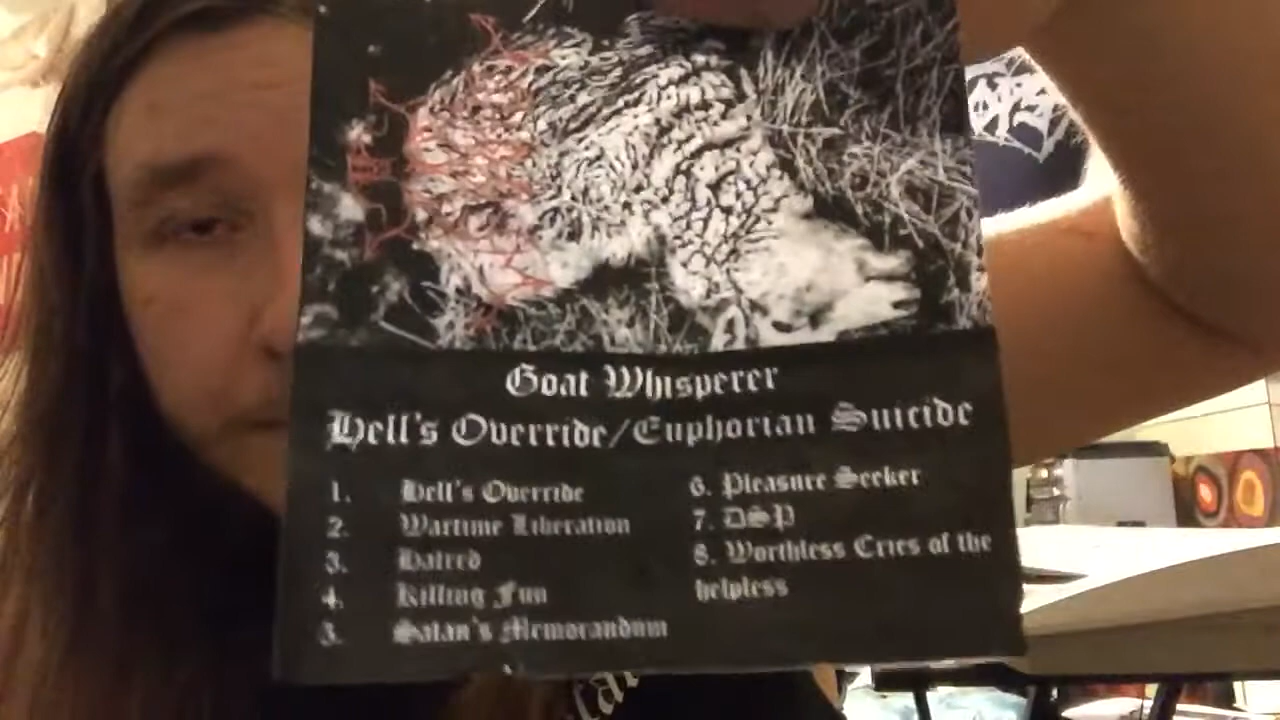 Goat Whisperer
Hell's Override/Euphorian Suicide
1. Hell's Override
2. Wartime Liberation
3. Hatred
4. Killing Fun
5. Satan's Memorandum
6. Pleasure Seeker
7. DSP
8. Worthless Cries of the
helpless